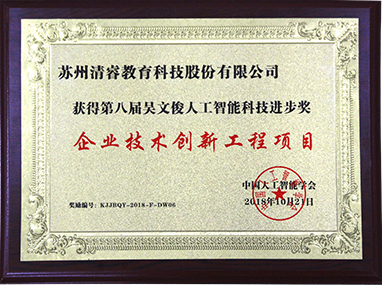 苏州清睿教育科技股份有限公司
获得第八届吴文俊人工智能科技进步奖
企业技术创新工程项目
中国人工智能学会
奖励编号：KJJBQY-2018-F-DW06
2018年10月21日